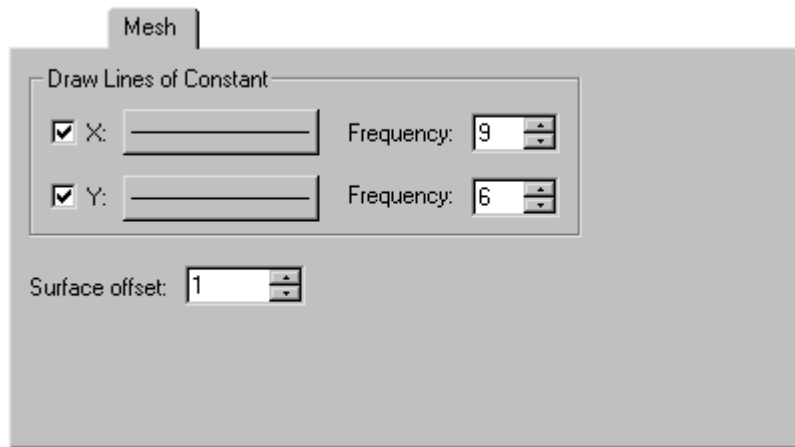 Mesh
Draw Lines of Constant
X: Frequency: 9
Y: Frequency: 6
Surface offset: 1